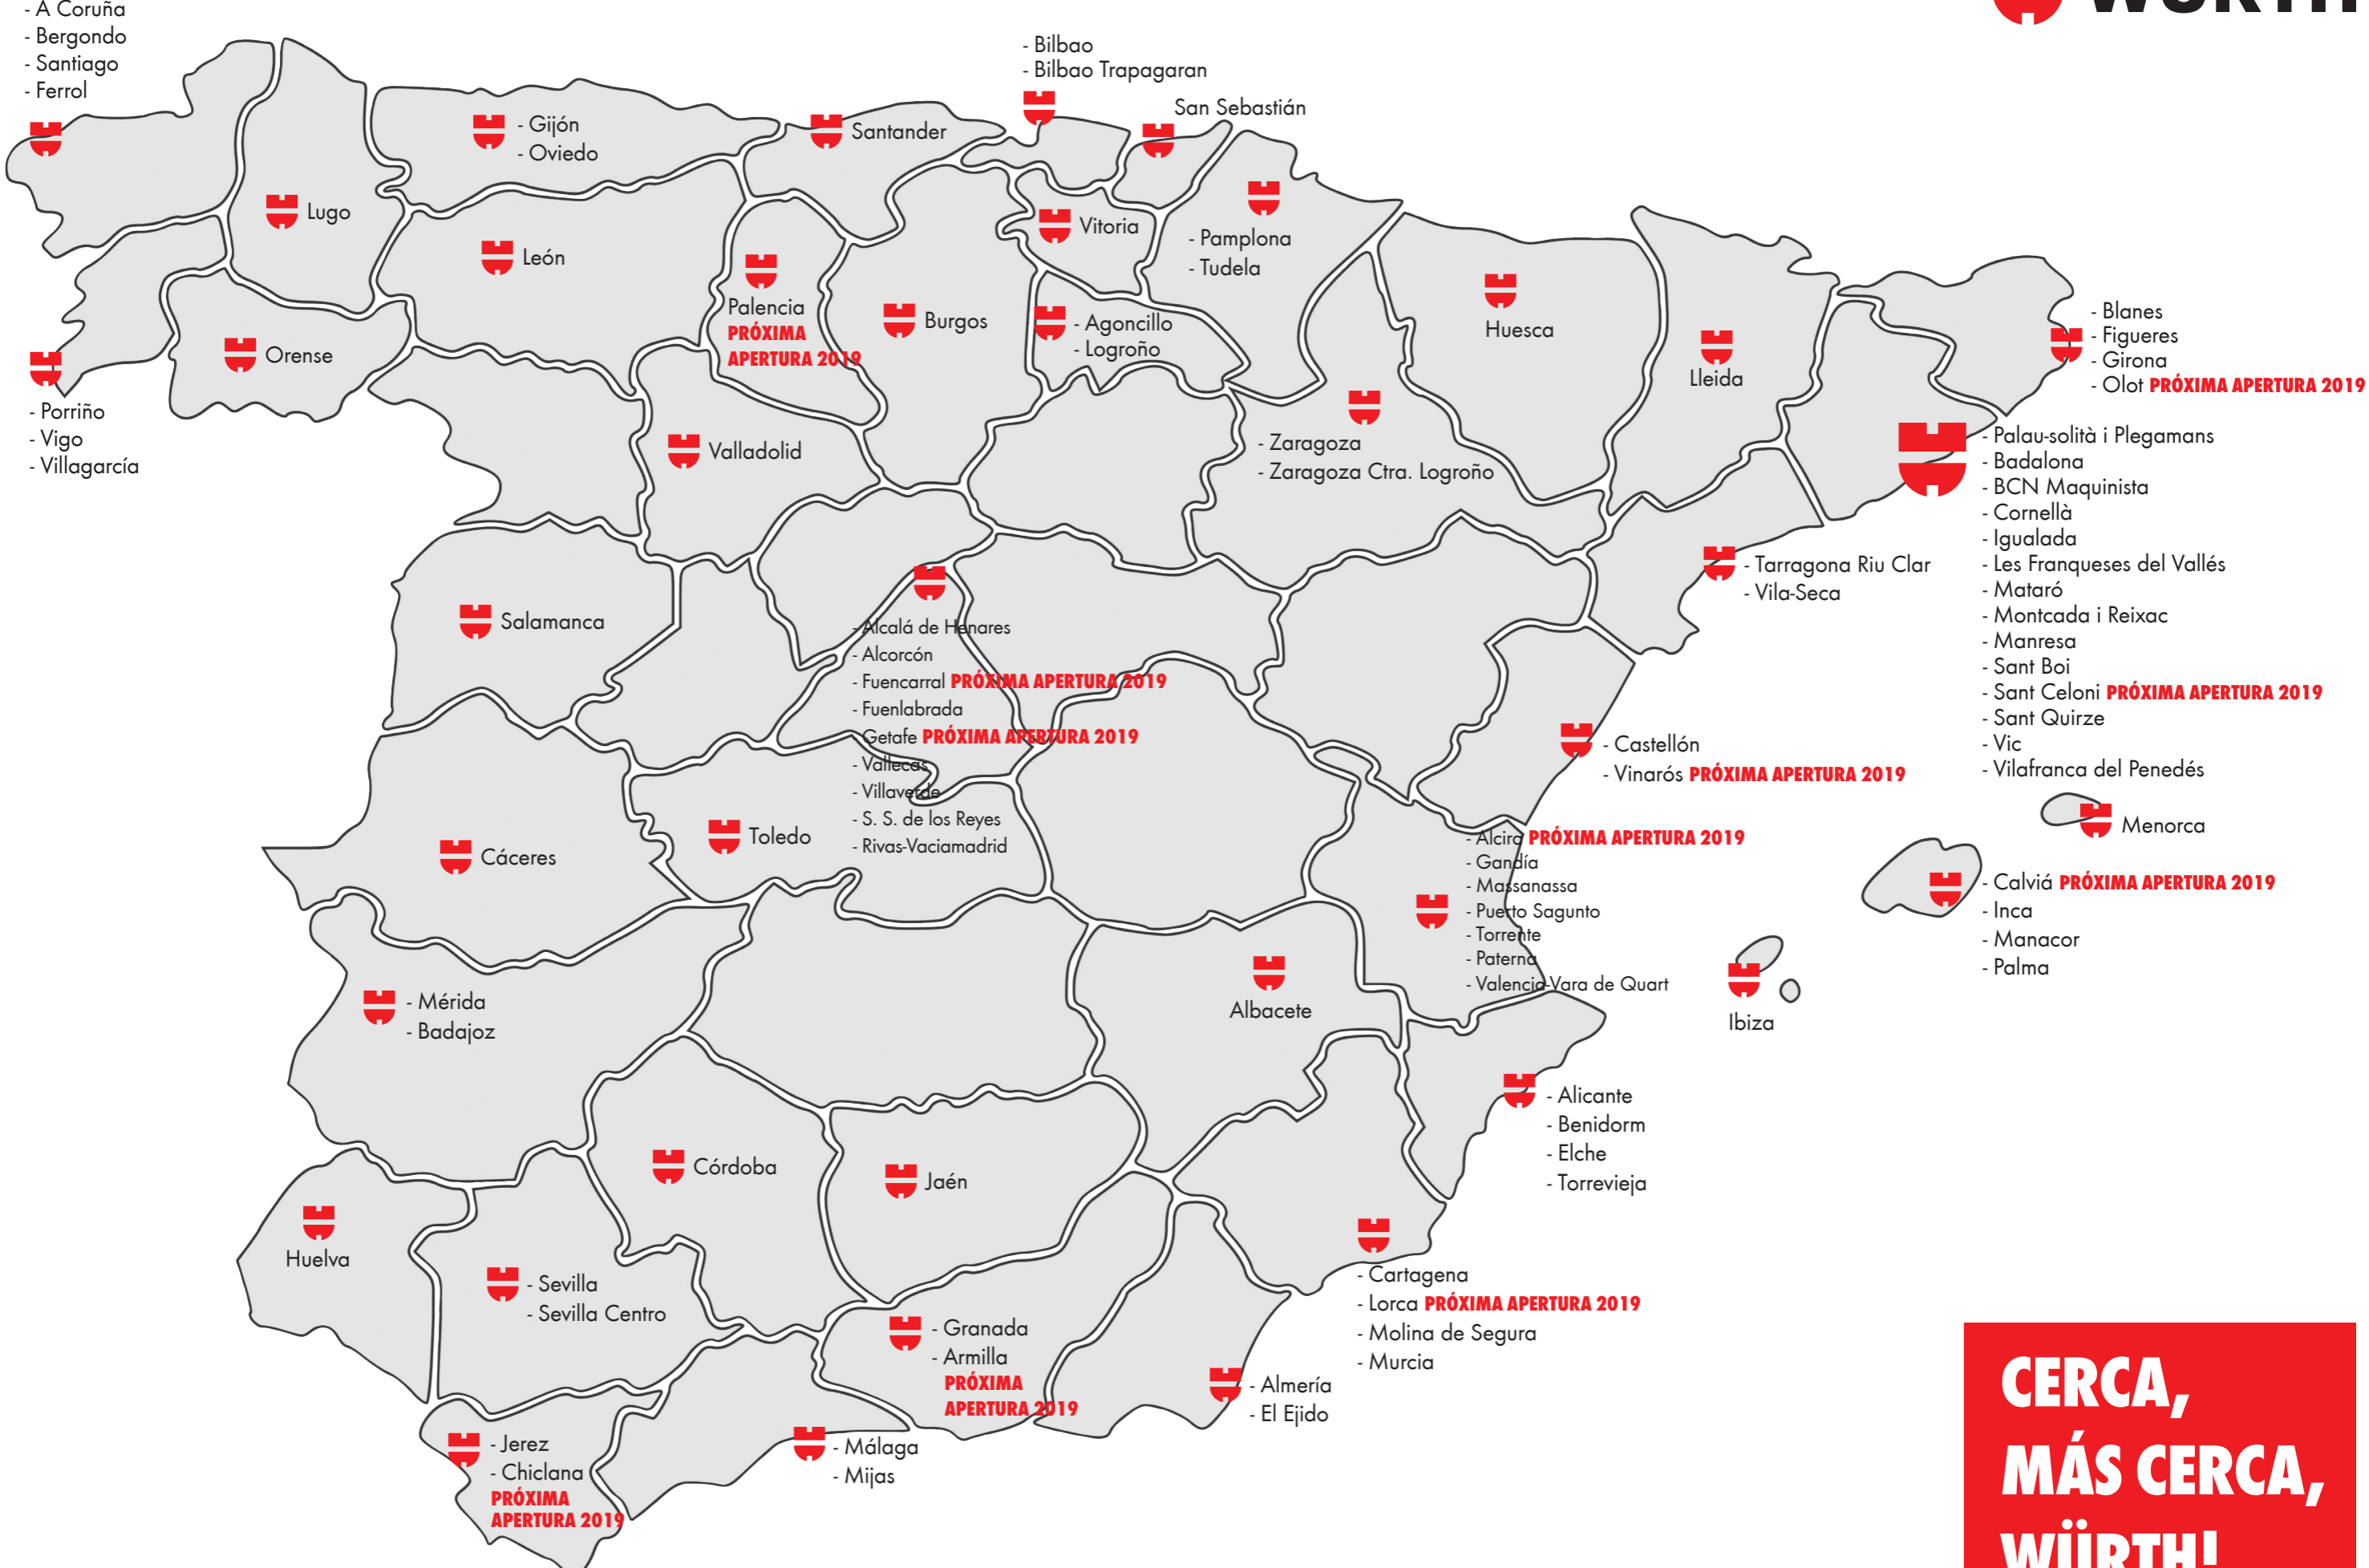 - A Coruña
- Bergondo
- Santiago
- Ferrol
WÜRTH
- Bilbao
- Bilbao Trapagaran
San Sebastián
- Gijón
- Oviedo
Santander
Lugo
León
Vitoria
- Pamplona
- Tudela
Palencia
PRÓXIMA
APERTURA 2019
Burgos
- Agoncillo
- Logroño
Huesca
Lleida
- Blanes
- Figueres
- Girona
- Olot PRÓXIMA APERTURA 2019
Orense
- Porriño
- Vigo
- Villagarcía
Valladolid
- Zaragoza
- Zaragoza Ctra. Logroño
- Palau-solità i Plegamans
- Badalona
- BCN Maquinista
- Cornellà
- Igualada
- Les Franqueses del Vallés
- Mataró
- Montcada i Reixac
- Manresa
- Sant Boi
- Sant Celoni PRÓXIMA APERTURA 2019
- Sant Quirze
- Vic
- Vilafranca del Penedés
- Tarragona Riu Clar
- Vila-Seca
Salamanca
- Alcalá de Henares
- Alcorcón
- Fuencarral PRÓXIMA APERTURA 2019
- Fuenlabrada
- Getafe PRÓXIMA APERTURA 2019
- Vallecas
- Villaverde
- S. S. de los Reyes
- Rivas-Vaciamadrid
- Castellón
- Vinarós PRÓXIMA APERTURA 2019
Menorca
Toledo
Cáceres
- Alcira PRÓXIMA APERTURA 2019
- Gandía
- Massanassa
- Puerto Sagunto
- Torrente
- Paterna
- Valencia-Vara de Quart
- Calviá PRÓXIMA APERTURA 2019
- Inca
- Manacor
- Palma
Ibiza
- Mérida
- Badajoz
Albacete
- Alicante
- Benidorm
- Elche
- Torrevieja
Córdoba
Jaén
Huelva
- Sevilla
- Sevilla Centro
- Cartagena
- Lorca PRÓXIMA APERTURA 2019
- Molina de Segura
- Murcia
- Granada
- Armilla
PRÓXIMA
APERTURA 2019
- Almería
- El Ejido
- Jerez
- Chiclana
PRÓXIMA
APERTURA 2019
- Málaga
- Mijas
CERCA,
MÁS CERCA,
WÜRTH!